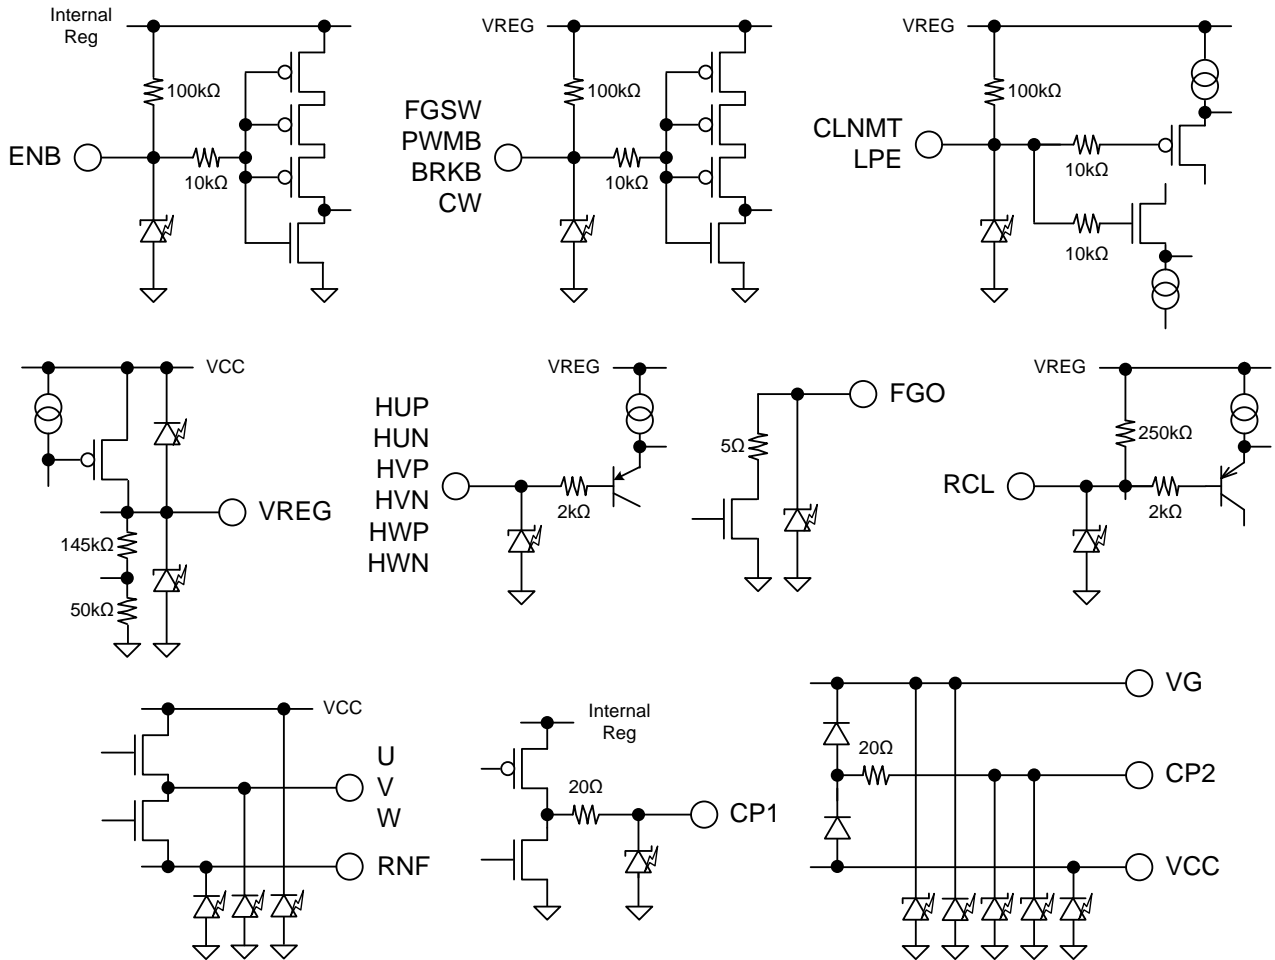 Internal
Reg
100kΩ
ENB
10kΩ
VREG
100kΩ
FGSW
PWMB
BRKB
CW
10kΩ
VREG
100kΩ
CLNMT
LPE
10kΩ
10kΩ
VCC
VREG
145kΩ
50kΩ
VREG
HUP
HUN
HVP
HVN
HWP
HWN
2kΩ
FGO
5Ω
VREG
250kΩ
RCL
2kΩ
VCC
U
V
W
RNF
Internal
Reg
20Ω
CP1
VG
20Ω
CP2
VCC